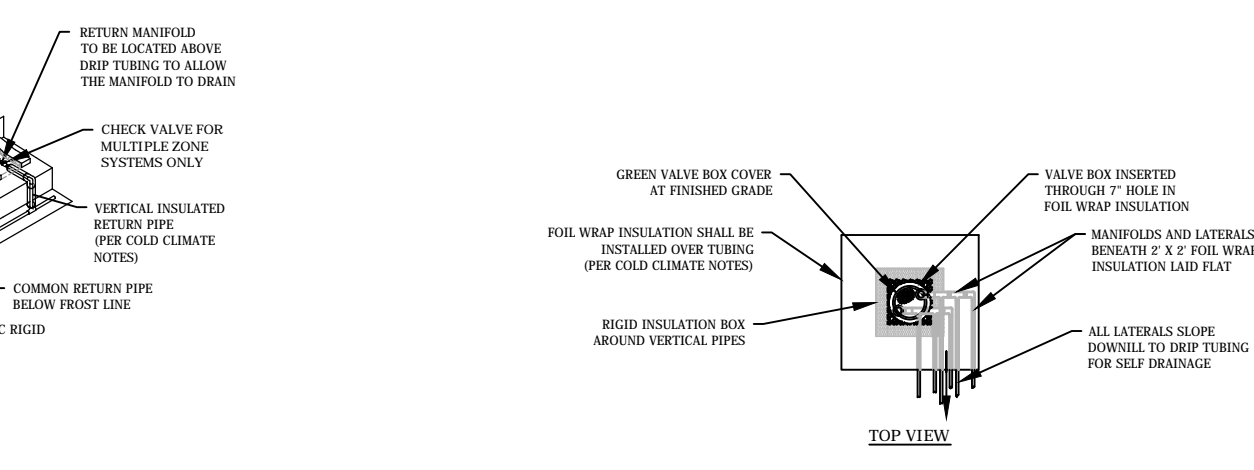 RETURN MANIFOLD
TO BE LOCATED ABOVE
DRIP TUBING TO ALLOW
THE MANIFOLD TO DRAIN
CHECK VALVE FOR
MULTIPLE ZONE
SYSTEMS ONLY
VERTICAL INSULATED
RETURN PIPE
(PER COLD CLIMATE
NOTES)
COMMON RETURN PIPE
BELOW FROST LINE
C RIGID
GREEN VALVE BOX COVER
AT FINISHED GRADE
FOIL WRAP INSULATION SHALL BE
INSTALLED OVER TUBING
(PER COLD CLIMATE NOTES)
RIGID INSULATION BOX
AROUND VERTICAL PIPES
VALVE BOX INSERTED
THROUGH 7" HOLE IN
FOIL WRAP INSULATION
MANIFOLDS AND LATERALS
BENEATH 2' X 2' FOIL WRAP
INSULATION LAID FLAT
ALL LATERALS SLOPE
DOWNILL TO DRIP TUBING
FOR SELF DRAINAGE
TOP VIEW